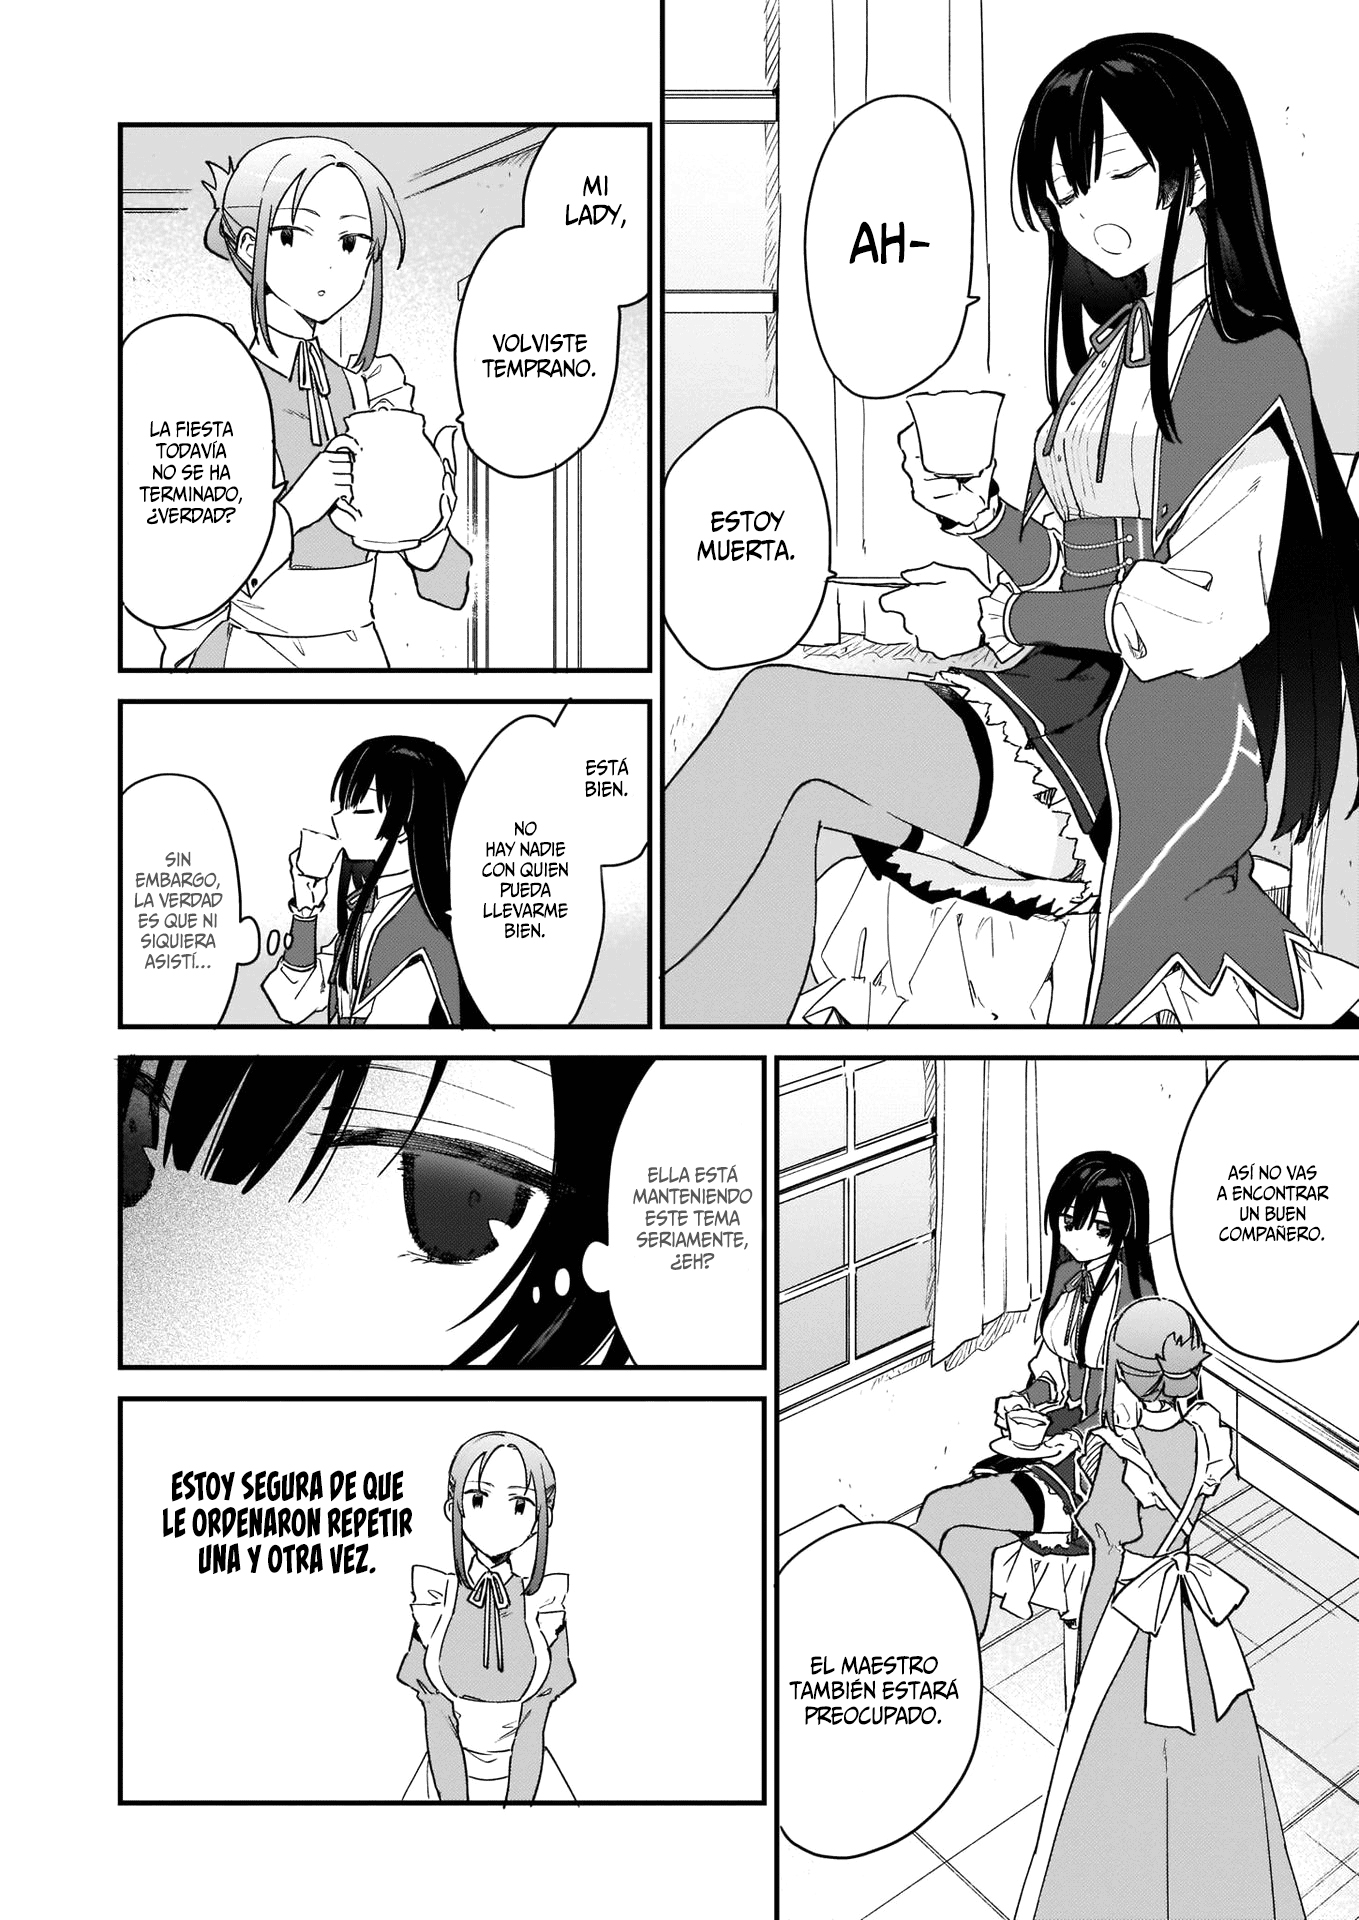 AH-
ESTOY
MUERTA.
MI
LADY,
VOLVISTE
TEMPRANO.
LA FIESTA
TODAVÍA
NO SE HA
TERMINADO,
¿VERDAD?
ESTÁ
BIEN.
NO
HAY NADIE
CON QUIEN
PUEDA
LLEVARME
BIEN.
SIN
EMBARGO,
LA VERDAD
ES QUE NI
SIQUIERA
ASISTÍ...
ASÍ NO VAS
A ENCONTRAR
UN BUEN
COMPAÑERO.
EL MAESTRO
TAMBIÉN ESTARÁ
PREOCUPADO.
ELLA ESTÁ
MANTENIENDO
ESTE TEMA
SERIAMENTE,
¿EH?
ESTOY SEGURA DE QUE
LE ORDENARON REPETIR
UNA Y OTRA VEZ.